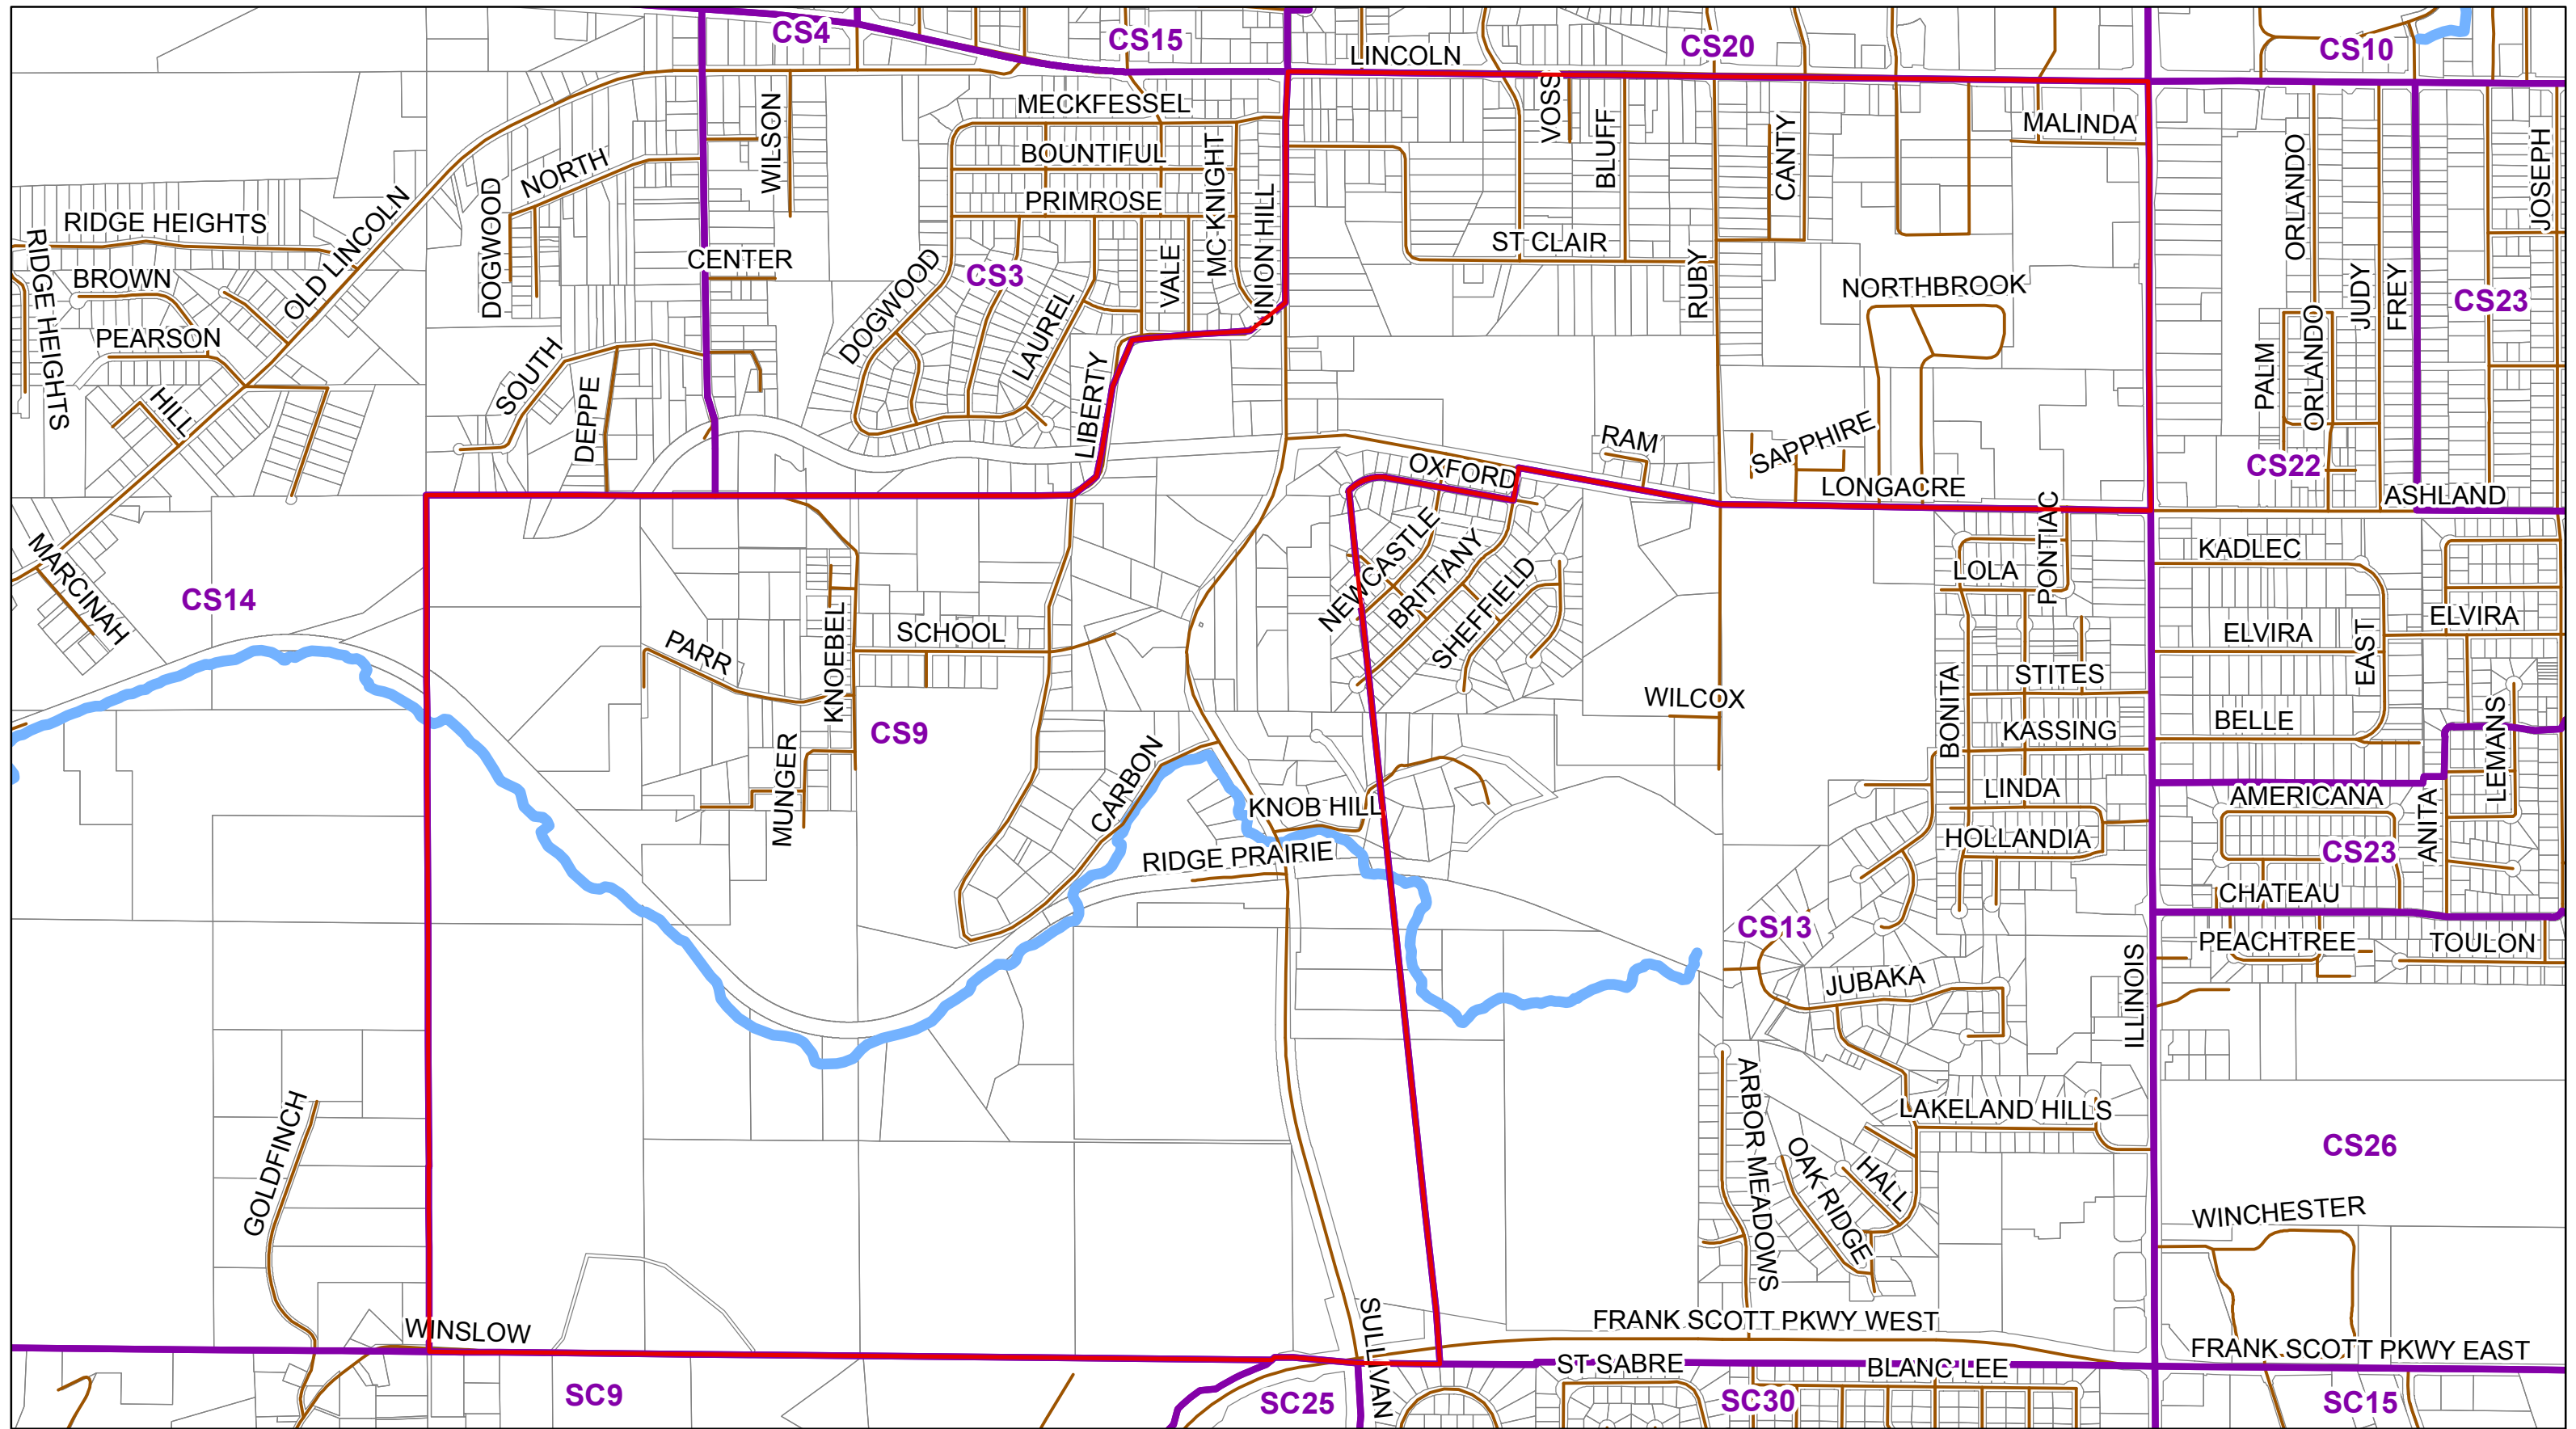 CS4
CS15
LINCOLN
CS20
CS10
MECKFESSEL
WILSON
VOSS
BLUFF
CANTY
MALINDA
ORLANDO
JOSEPH
NORTH
DOGWOOD
BOUNTIFUL
MC KNIGHT
PRIMROSE
UNION HILL
RIDGE HEIGHTS
OLD LINCOLN
RIDGE HEIGHTS
BROWN
PEARSON
HILL
CENTER
DOGWOOD
CS3
LAUREL
VALE
ST CLAIR
RUBY
NORTHBROOK
JUDY
FREY
CS23
PALM
ORLANDO
SOUTH
DEPPE
LIBERTY
OXFORD
RAM
SAPPHIRE
LONGACRE
CS22
ASHLAND
MARCINAH
CS14
NEWCASTLE
BRITTANY
SHEFFIELD
PONTIAC
LOLA
KADLEC
ELVIRA
ELVIRA
EAST
PARR
KNOEBEL
SCHOOL
CS9
MUNGER
CARBON
WILCOX
BONITA
STITES
KASSING
BELLE
LEMANS
KNOB HILL
RIDGE PRAIRIE
LINDA
HOLLANDIA
AMERICANA
ANITA
CS23
CHATEAU
CS13
JUBAKA
ILLINOIS
PEACHTREE
TOULON
GOLDFINCH
ARBOR MEADOWS
OAK RIDGE
HALL
LAKELAND HILLS
CS26
WINCHESTER
WINSLOW
SULLIVAN
FRANK SCOTT PKWY WEST
FRANK SCOTT PKWY EAST
ST SABRE
BLANC LEE
SC9
SC25
SC30
SC15